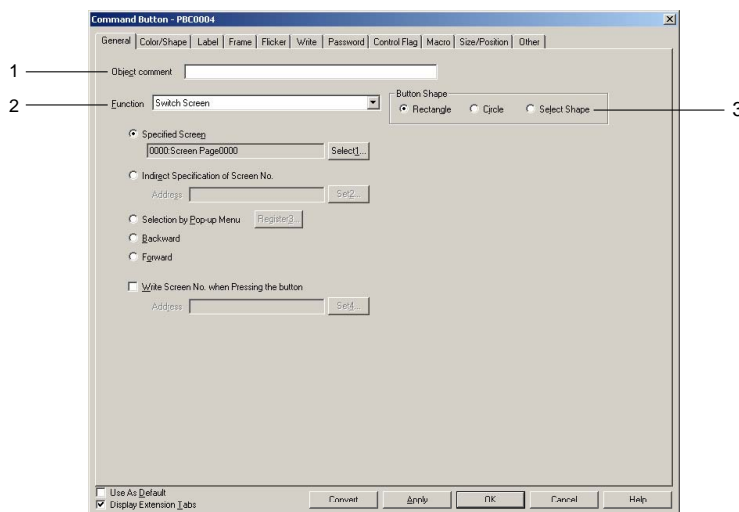 Command Button - PBC0004
General Color/Shape Label Frame Flicker Write Password Control Flag Macro Size/Position Other
1 Object comment
2 Function Switch Screen
Button Shape
Rectangle Circle Select Shape 3
Specified Screen
0000:Screen Page0000 Select1...
Indirect Specification of Screen No.
Address Set2...
Selection by Pop-up Menu Register3...
Backward
Forward
Write Screen No. when Pressing the button
Address Set4...
Use As Default
Display Extension Tabs
Convert Apply OK Cancel Help